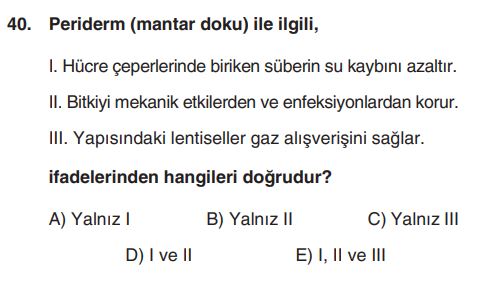 40. Periderm (mantar doku) ile ilgili,
I. Hücre çeperlerinde biriken süberin su kaybını azaltır.
II. Bitkiyi mekanik etkilerden ve enfeksiyonlardan korur.
III. Yapısındaki lentiseller gaz alışverişini sağlar.
ifadelerinden hangileri doğrudur?
A) Yalnız I B) Yalnız II C) Yalnız III
D) I ve II E) I, II ve III